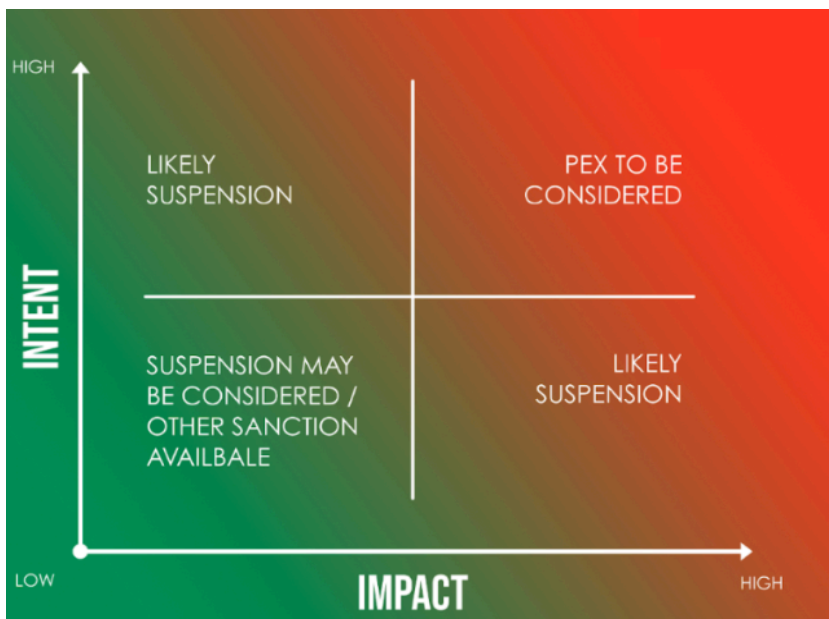 HIGH
LIKELY
SUSPENSION
PEX TO BE
CONSIDERED
INTENT
SUSPENSION MAY
BE CONSIDERED /
OTHER SANCTION
AVAILBALE
LIKELY
SUSPENSION
LOW
IMPACT
HIGH